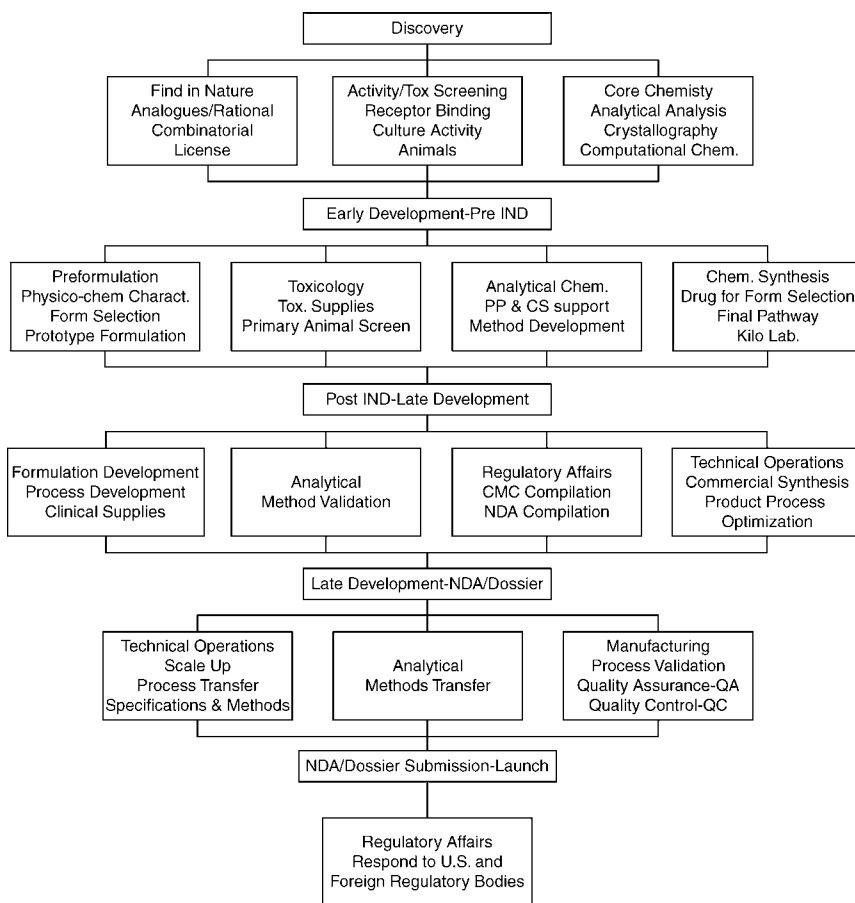 Discovery
Find in Nature
Analogues/Rational
Combinatorial
License
Activity/Tox Screening
Receptor Binding
Culture Activity
Animals
Core Chemisty
Analytical Analysis
Crystallography
Computational Chem.
Early Development-Pre IND
Preformulation
Physico-chem Charact.
Form Selection
Prototype Formulation
Toxicology
Tox. Supplies
Primary Animal Screen
Analytical Chem.
PP & CS support
Method Development
Chem. Synthesis
Drug for Form Selection
Final Pathway
Kilo Lab.
Post IND-Late Development
Formulation Development
Process Development
Clinical Supplies
Analytical
Method Validation
Regulatory Affairs
CMC Compilation
NDA Compilation
Technical Operations
Commercial Synthesis
Product Process
Optimization
Late Development-NDA/Dossier
Technical Operations
Scale Up
Process Transfer
Specifications & Methods
Analytical
Methods Transfer
Manufacturing
Process Validation
Quality Assurance-QA
Quality Control-QC
NDA/Dossier Submission-Launch
Regulatory Affairs
Respond to U.S. and
Foreign Regulatory Bodies